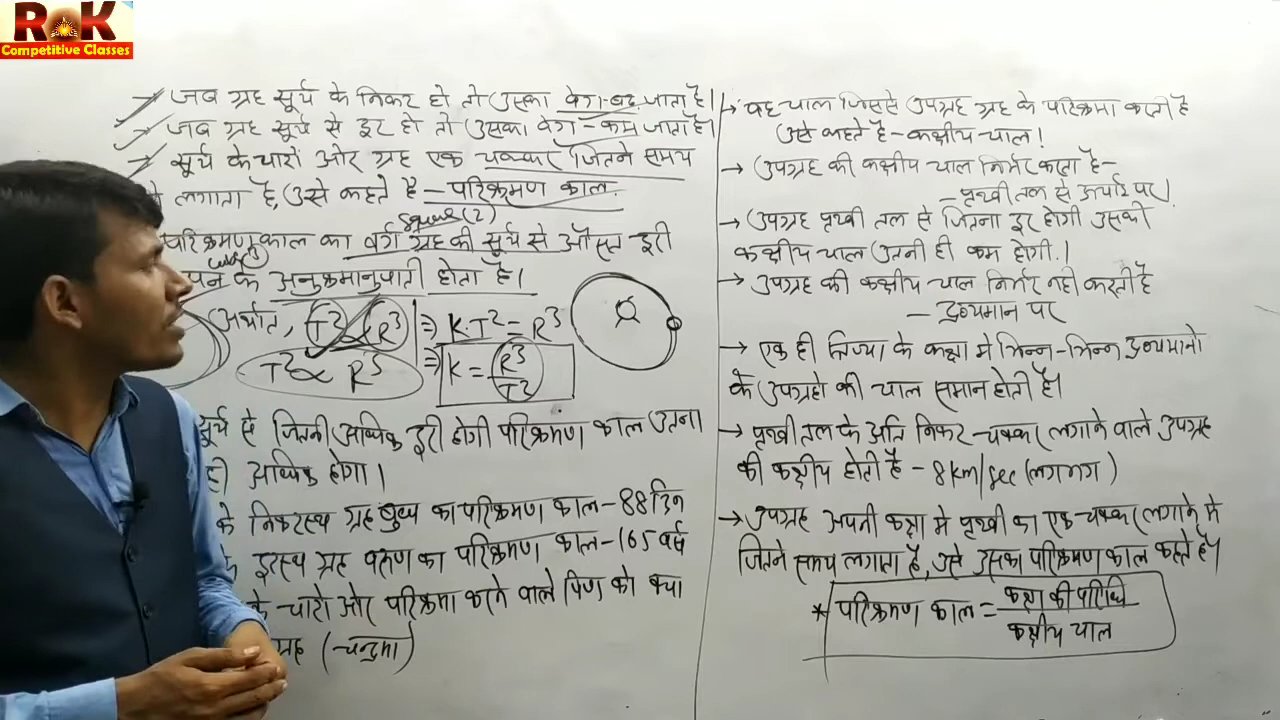 R K
Competitive Classes
→ जब ग्रह सूर्य के निकट हो तो उसका वेग-बढ़ जाता है।
→ जब ग्रह सूर्य से दूर हो तो उसका वेग-कम जाता है।
→ सूर्य के चारों ओर ग्रह एक चक्कर जितने समय
में लगाता है, उसे कहते है - परिक्रमण काल.
Square (2)
परिक्रमण काल का वर्ग ग्रह की सूर्य से औसत दूरी
के अनुक्रमानुपाती होता है।
अर्थात, T² ∝ R³ ⇒ K.T² = R³
T² ∝ R³ ⇒ K = R³/T²
सूर्य से जितनी अधिक दूरी होगी परिक्रमण काल उतना
ही अधिक होगा।
के निकटस्थ ग्रह बुध का परिक्रमण काल-88 दिन
के दूरस्थ ग्रह वरुण का परिक्रमण काल-165 वर्ष
के चारो ओर परिक्रमा करने वाले पिण को क्या
ग्रह (चन्द्रमा)
→ वह चाल जिससे उपग्रह ग्रह के परिक्रमा करती है
उसे कहते है - कक्षीय चाल!
→ उपग्रह की कक्षीय चाल निर्भर करता है-
- पृथ्वी तल से ऊचाई पर।
→ उपग्रह पृथ्वी तल से जितना दूर होगी उसकी
कक्षीय चाल उतनी ही कम होगी.।
→ उपग्रह की कक्षीय चाल निर्भर नही करती है
- द्रव्यमान पर
→ एक ही त्रिज्या के कक्षा मे भिन्न-भिन्न द्रव्यमानो
के उपग्रहो की चाल समान होती है।
→ पृथ्वी तल के अति निकट चक्कर लगाने वाले उपग्रह
की कक्षीय होती है - 8 km/sec (लगभग)
→ उपग्रह अपनी कक्षा मे पृथ्वी का एक चक्कर लगाने मे
जितने समय लगाता है, उसे उसका परिक्रमण काल कहते है।
* परिक्रमण काल = कक्षा की परिधि / कक्षीय चाल